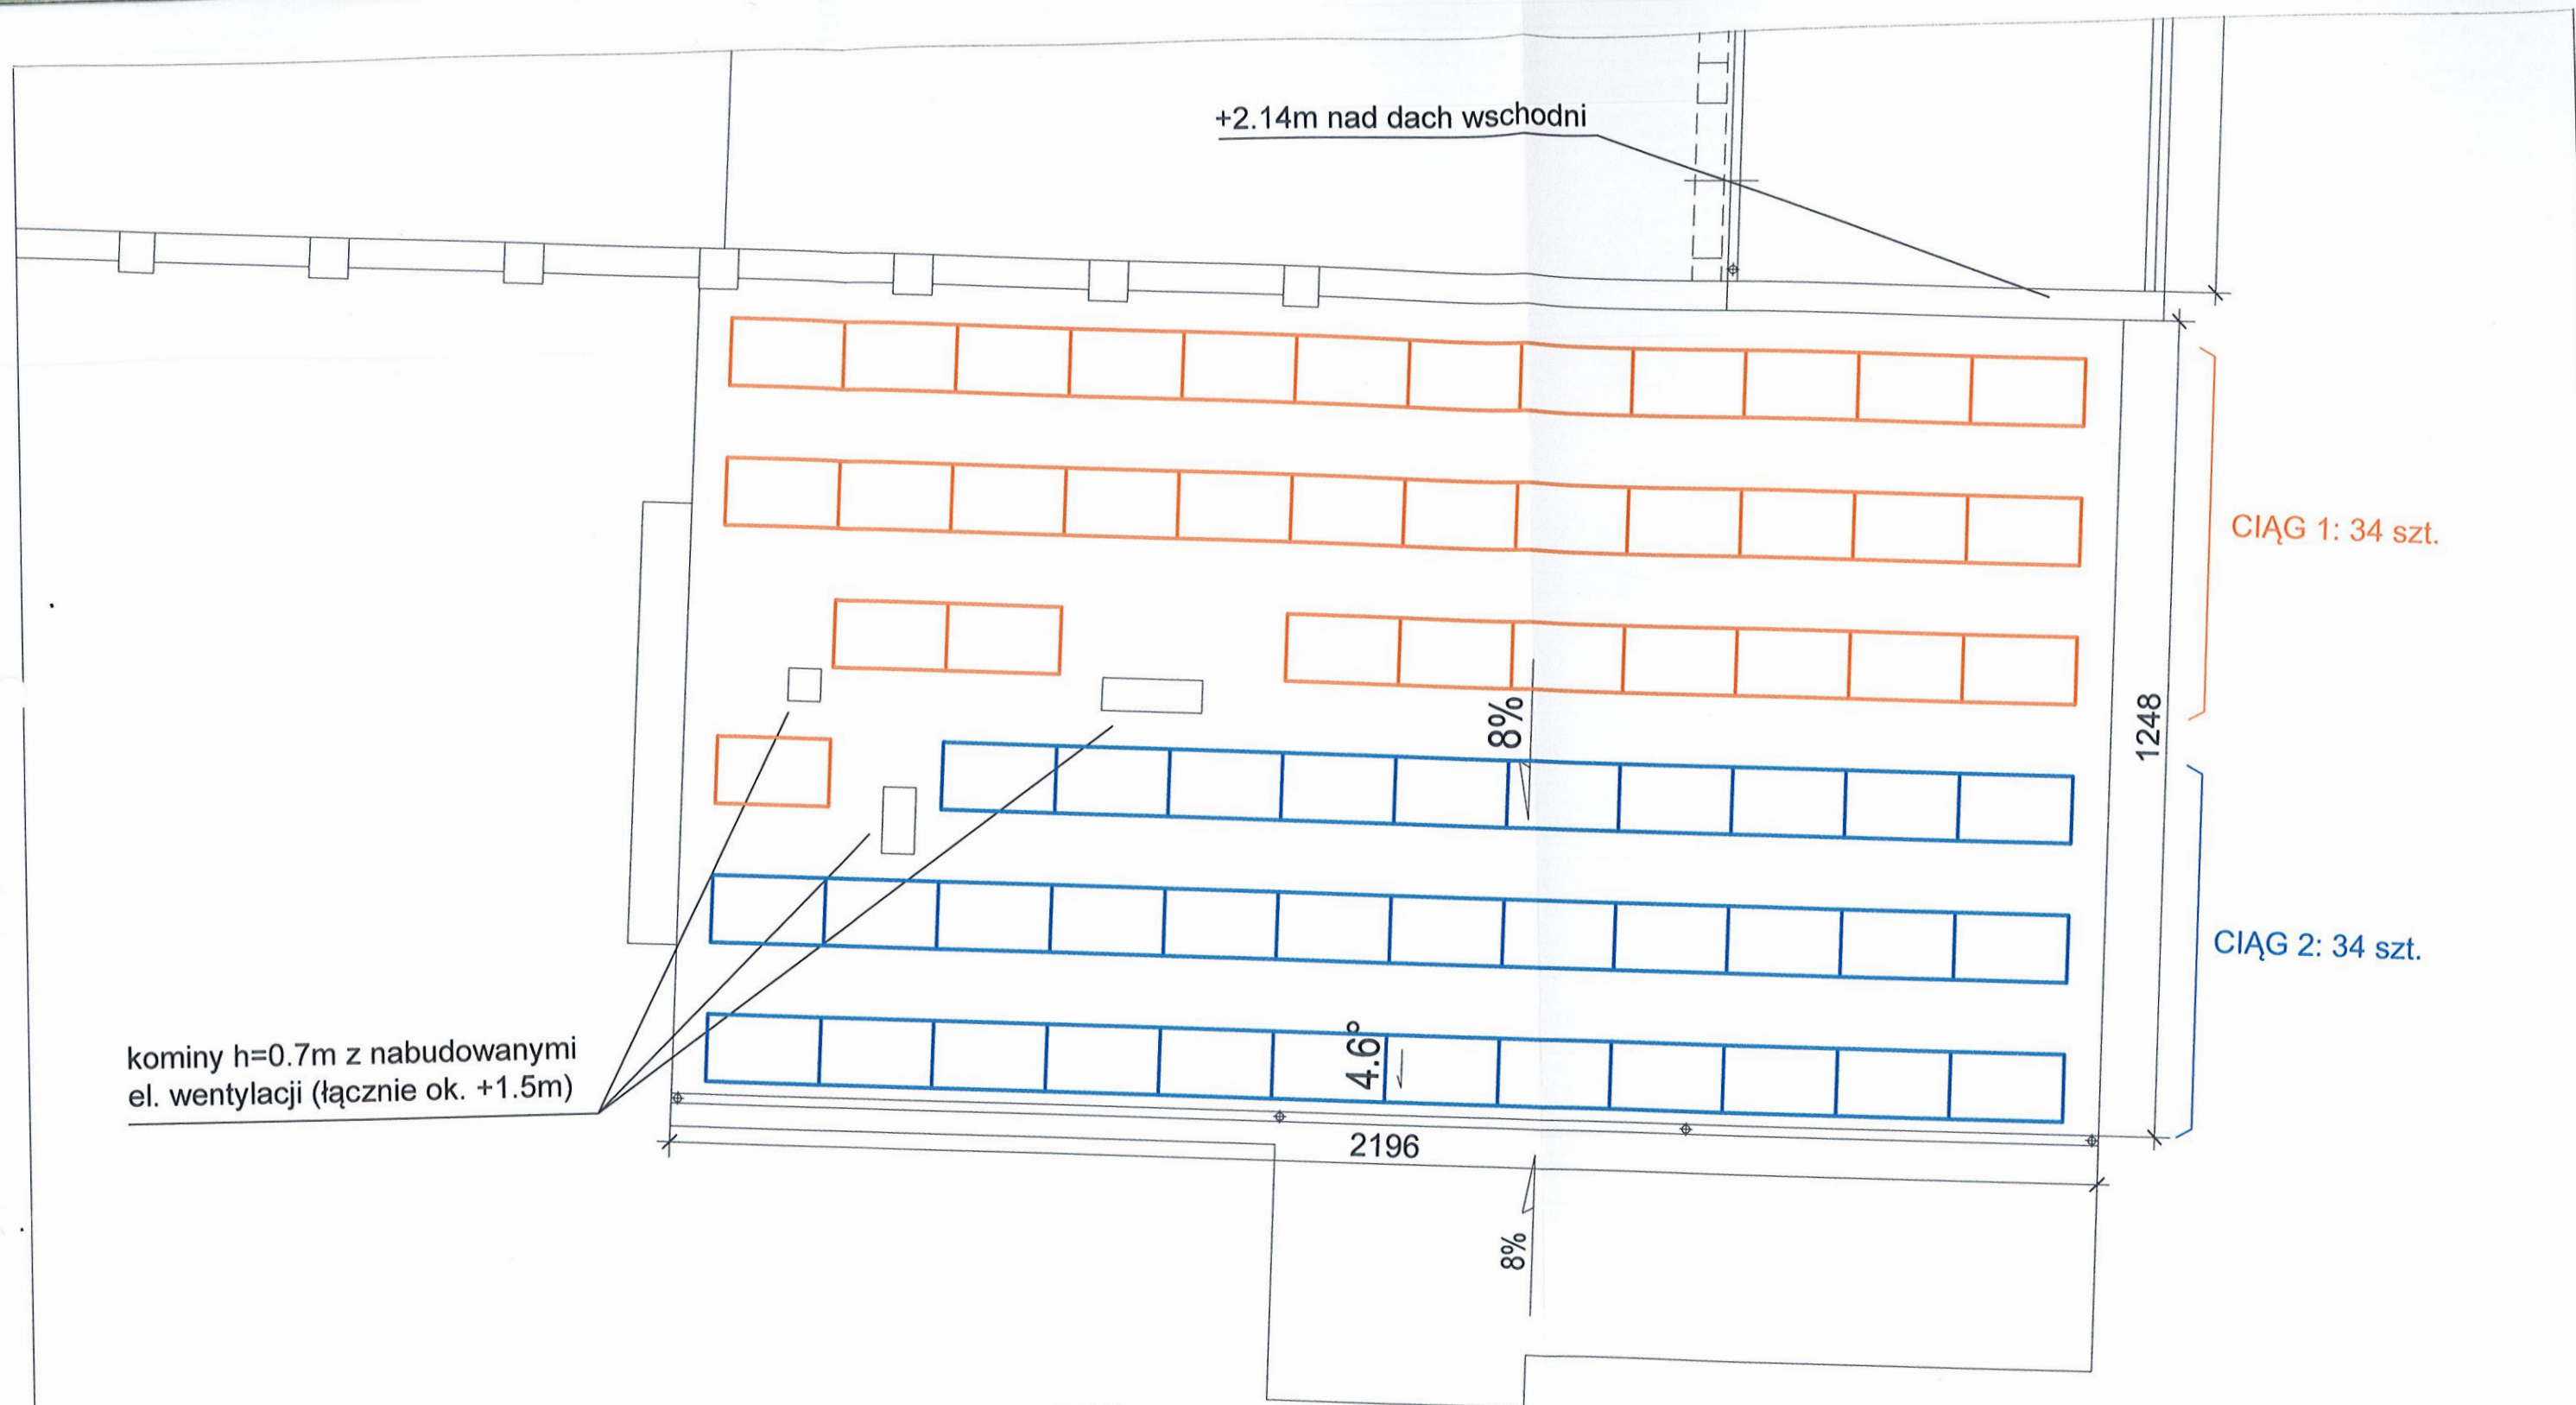 +2.14m nad dach wschodni
CIĄG 1: 34 szt.
8%
1248
CIĄG 2: 34 szt.
4.6°
kominy h=0.7m z nabudowanymi
el. wentylacji (łącznie ok. +1.5m)
2196
8%